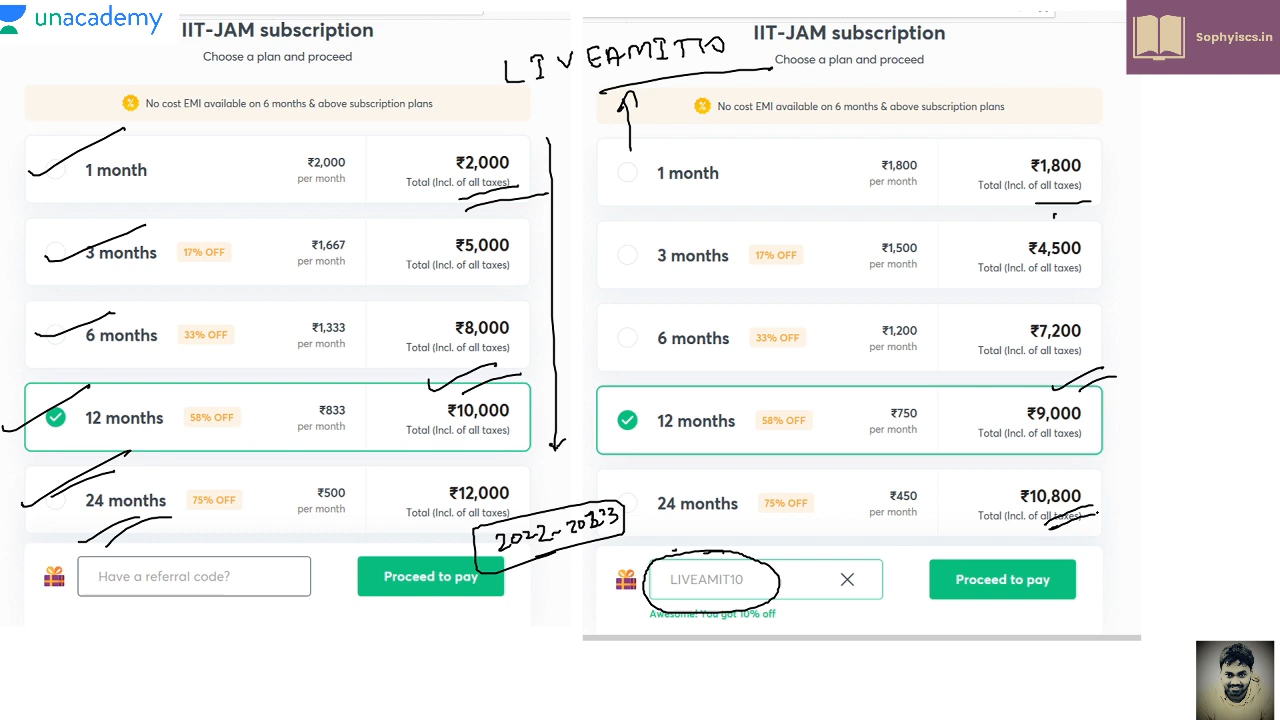 unacademy
IIT-JAM subscription
Choose a plan and proceed
No cost EMI available on 6 months & above subscription plans
1 month ₹2,000 per month ₹2,000 Total (Incl. of all taxes)
3 months 17% OFF ₹1,667 per month ₹5,000 Total (Incl. of all taxes)
6 months 33% OFF ₹1,333 per month ₹8,000 Total (Incl. of all taxes)
12 months 58% OFF ₹833 per month ₹10,000 Total (Incl. of all taxes)
24 months 75% OFF ₹500 per month ₹12,000 Total (Incl. of all taxes)
Have a referral code? Proceed to pay
LIVEAMIT10
IIT-JAM subscription
Choose a plan and proceed
No cost EMI available on 6 months & above subscription plans
1 month ₹1,800 per month ₹1,800 Total (Incl. of all taxes)
3 months 17% OFF ₹1,500 per month ₹4,500 Total (Incl. of all taxes)
6 months 33% OFF ₹1,200 per month ₹7,200 Total (Incl. of all taxes)
12 months 58% OFF ₹750 per month ₹9,000 Total (Incl. of all taxes)
24 months 75% OFF ₹450 per month ₹10,800 Total (Incl. of all taxes)
2022-
LIVEAMIT10 Proceed to pay
Awesome! You got 10% off
Sophyiscs.in